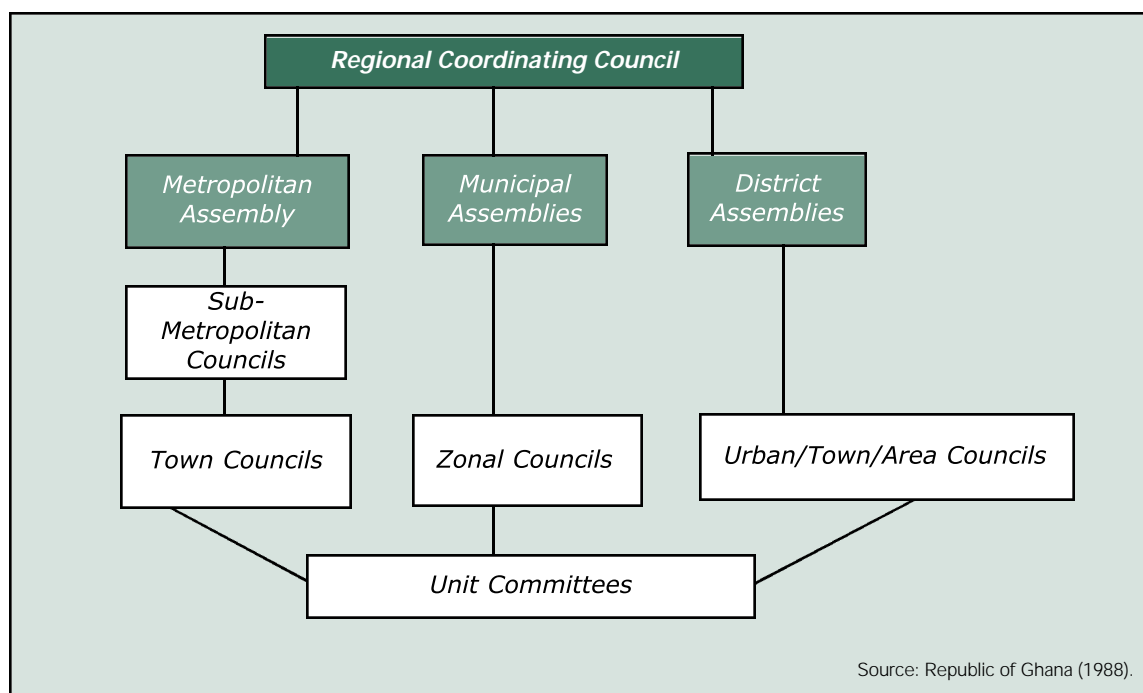 Regional Coordinating Council
Metropolitan
Assembly
Municipal
Assemblies
District
Assemblies
Sub-
Metropolitan
Councils
Town Councils
Zonal Councils
Urban/Town/Area Councils
Unit Committees
Source: Republic of Ghana (1988).